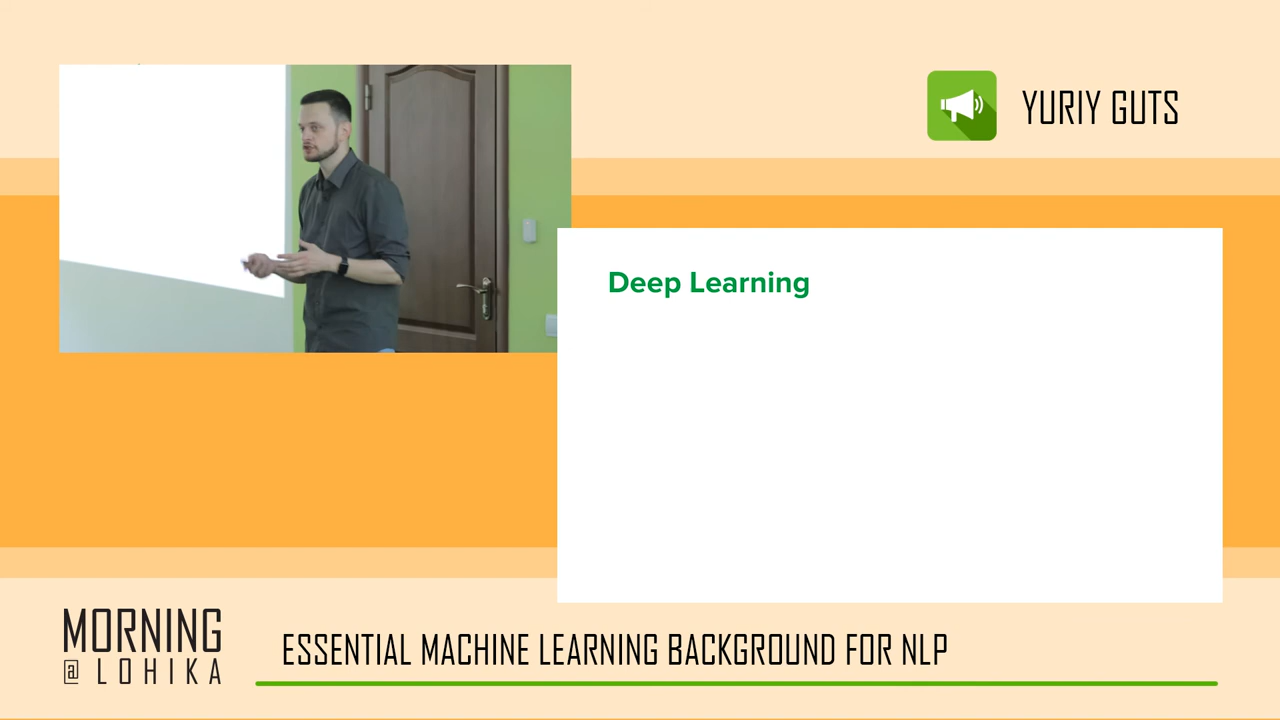 YURIY GUTS
Deep Learning
MORNING
@ LOHIKA
ESSENTIAL MACHINE LEARNING BACKGROUND FOR NLP